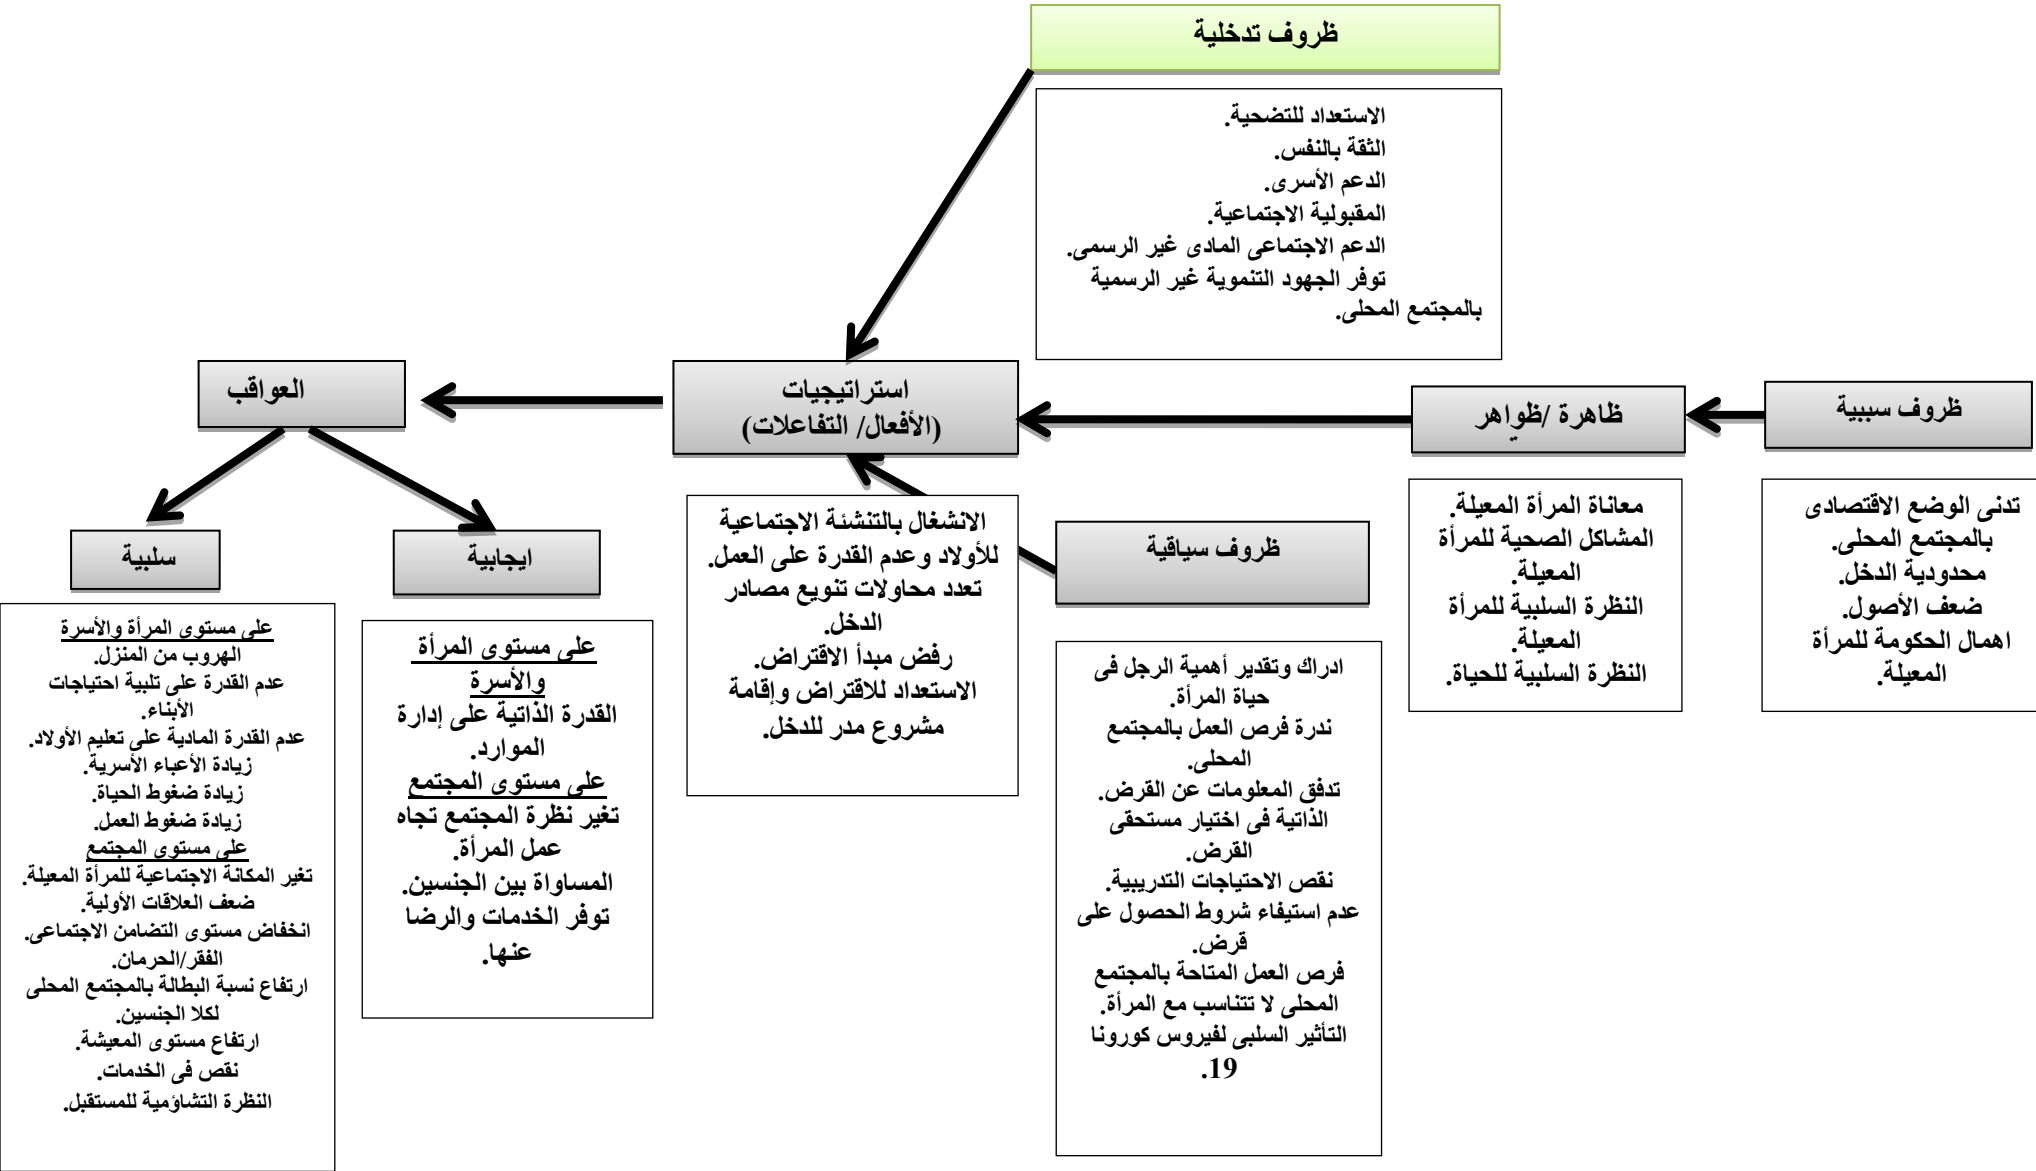 ظروف تدخلية
الاستعداد للتضحية.
الثقة بالنفس.
الدعم الأسرى.
المقبولية الاجتماعية.
الدعم الاجتماعى المادى غير الرسمى.
توفر الجهود التنموية غير الرسمية
بالمجتمع المحلى.
ظروف سببية
تدنى الوضع الاقتصادى
بالمجتمع المحلى.
محدودية الدخل.
ضعف الأصول.
اهمال الحكومة للمرأة
المعيلة.
ظاهرة /ظواهر
معاناة المرأة المعيلة.
المشاكل الصحية للمرأة
المعيلة.
النظرة السلبية للمرأة
المعيلة.
النظرة السلبية للحياة.
استراتيجيات
(الأفعال/ التفاعلات)
الانشغال بالتنشئة الاجتماعية
للأولاد وعدم القدرة على العمل.
تعدد محاولات تنويع مصادر
الدخل.
رفض مبدأ الاقتراض.
الاستعداد للاقتراض وإقامة
مشروع مدر للدخل.
ظروف سياقية
ادراك وتقدير أهمية الرجل فى
حياة المرأة.
ندرة فرص العمل بالمجتمع
المحلى.
تدفق المعلومات عن القرض.
الذاتية فى اختيار مستحقى
القرض.
نقص الاحتياجات التدريبية.
عدم استيفاء شروط الحصول على
قرض.
فرص العمل المتاحة بالمجتمع
المحلى لا تتناسب مع المرأة.
التأثير السلبى لفيروس كورونا
19.
العواقب
ايجابية
على مستوى المرأة
والأسرة
القدرة الذاتية على إدارة
الموارد.
على مستوى المجتمع
تغير نظرة المجتمع تجاه
عمل المرأة.
المساواة بين الجنسين.
توفر الخدمات والرضا
عنها.
سلبية
على مستوى المرأة والأسرة
الهروب من المنزل.
عدم القدرة على تلبية احتياجات
الأبناء.
عدم القدرة المادية على تعليم الأولاد.
زيادة الأعباء الأسرية.
زيادة ضغوط الحياة.
زيادة ضغوط العمل.
على مستوى المجتمع
تغير المكانة الاجتماعية للمرأة المعيلة.
ضعف العلاقات الأولية.
انخفاض مستوى التضامن الاجتماعى.
الفقر/الحرمان.
ارتفاع نسبة البطالة بالمجتمع المحلى
لكلا الجنسين.
ارتفاع مستوى المعيشة.
نقص فى الخدمات.
النظرة التشاؤمية للمستقبل.